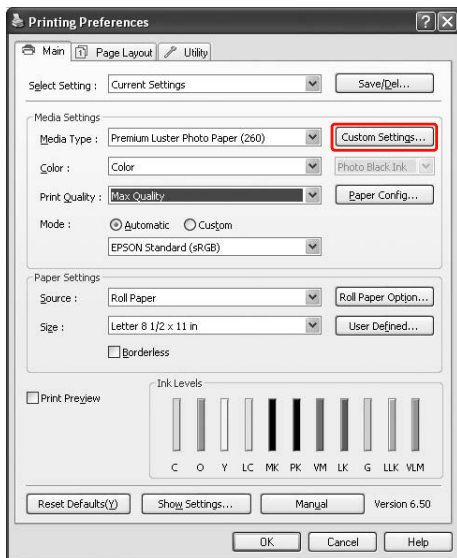 Printing Preferences
Main Page Layout Utility
Select Setting : Current Settings Save/Del...
Media Settings
Media Type : Premium Luster Photo Paper (260) Custom Settings...
Color : Color Photo Black Ink
Print Quality : Max Quality Paper Config...
Mode : Automatic Custom
EPSON Standard (sRGB)
Paper Settings
Source : Roll Paper Roll Paper Option...
Size : Letter 8 1/2 x 11 in User Defined...
Borderless
Print Preview
Ink Levels
C O Y LC MK PK VM LK G LLK VLM
Reset Defaults(Y) Show Settings... Manual Version 6.50
OK Cancel Help